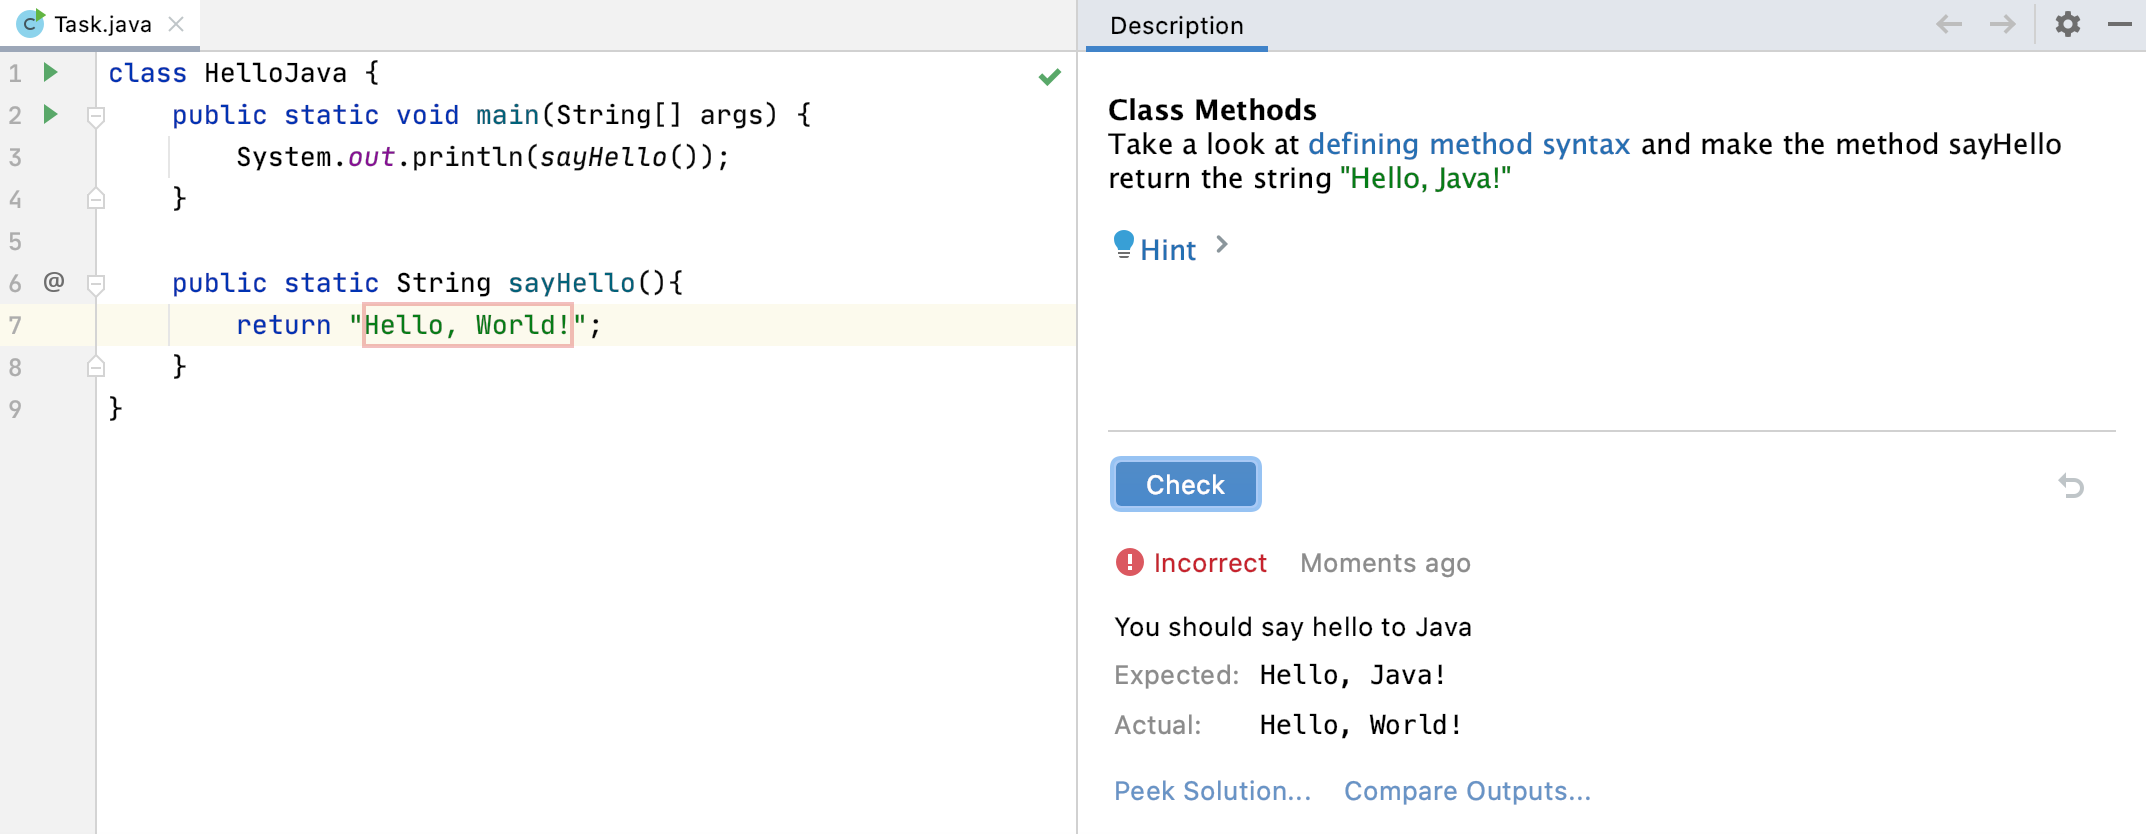 Task.java
1 class HelloJava {
2 public static void main(String[] args) {
3 System.out.println(sayHello());
4 }
5
6 @ public static String sayHello(){
7 return "Hello, World!";
8 }
9 }
Description
Class Methods
Take a look at defining method syntax and make the method sayHello
return the string "Hello, Java!"
Hint
Check
Incorrect Moments ago
You should say hello to Java
Expected: Hello, Java!
Actual: Hello, World!
Peek Solution... Compare Outputs...